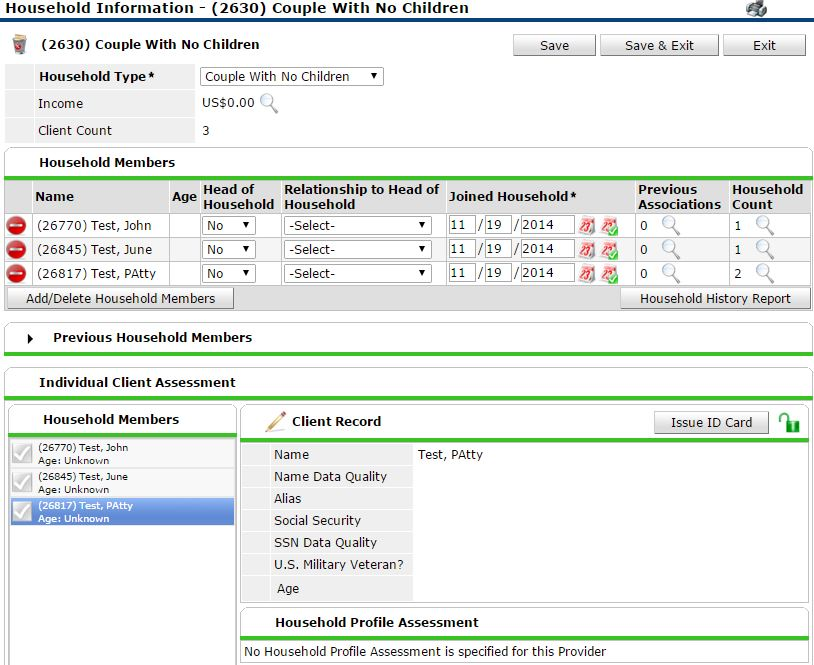 Household Information - (2630) Couple With No Children
(2630) Couple With No Children
Save
Save & Exit
Exit
Household Type*
Couple With No Children
Income
US$0.00
Client Count
3
Household Members
Name
Age
Head of Household
Relationship to Head of Household
Joined Household*
Previous Associations
Household Count
(26770) Test, John
No
-Select-
11 / 19 / 2014
0
1
(26845) Test, June
No
-Select-
11 / 19 / 2014
0
1
(26817) Test, PAtty
No
-Select-
11 / 19 / 2014
0
2
Add/Delete Household Members
Household History Report
Previous Household Members
Individual Client Assessment
Household Members
(26770) Test, John
Age: Unknown
(26845) Test, June
Age: Unknown
(26817) Test, PAtty
Age: Unknown
Client Record
Issue ID Card
Name
Test, PAtty
Name Data Quality
Alias
Social Security
SSN Data Quality
U.S. Military Veteran?
Age
Household Profile Assessment
No Household Profile Assessment is specified for this Provider